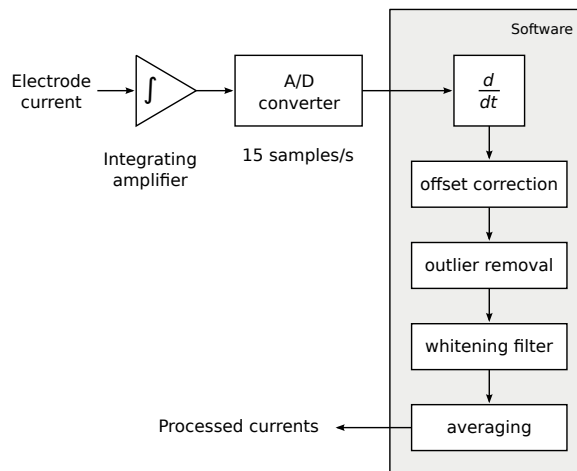 Software
Electrode
current
∫
A/D
converter
d
dt
Integrating
amplifier
15 samples/s
offset correction
outlier removal
whitening filter
averaging
Processed currents